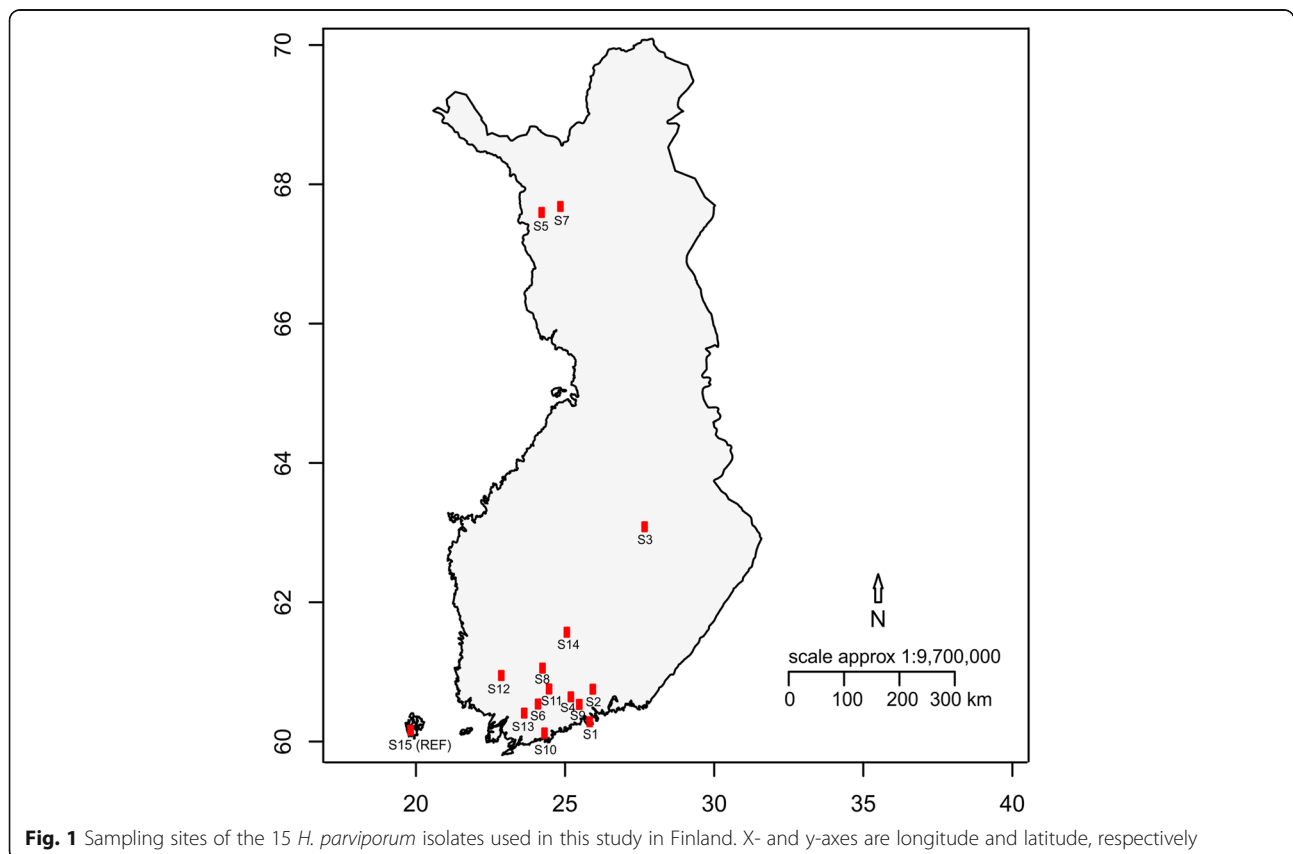 70
68
66
64
62
60
S5
S7
S3
S14
S8
S12
S11
S4
S2
S9
S6
S13
S1
S10
S15 (REF)
N
scale approx 1:9,700,000
0 100 200 300 km
20 25 30 35 40
Fig. 1 Sampling sites of the 15 H. parviporum isolates used in this study in Finland. X- and y-axes are longitude and latitude, respectively